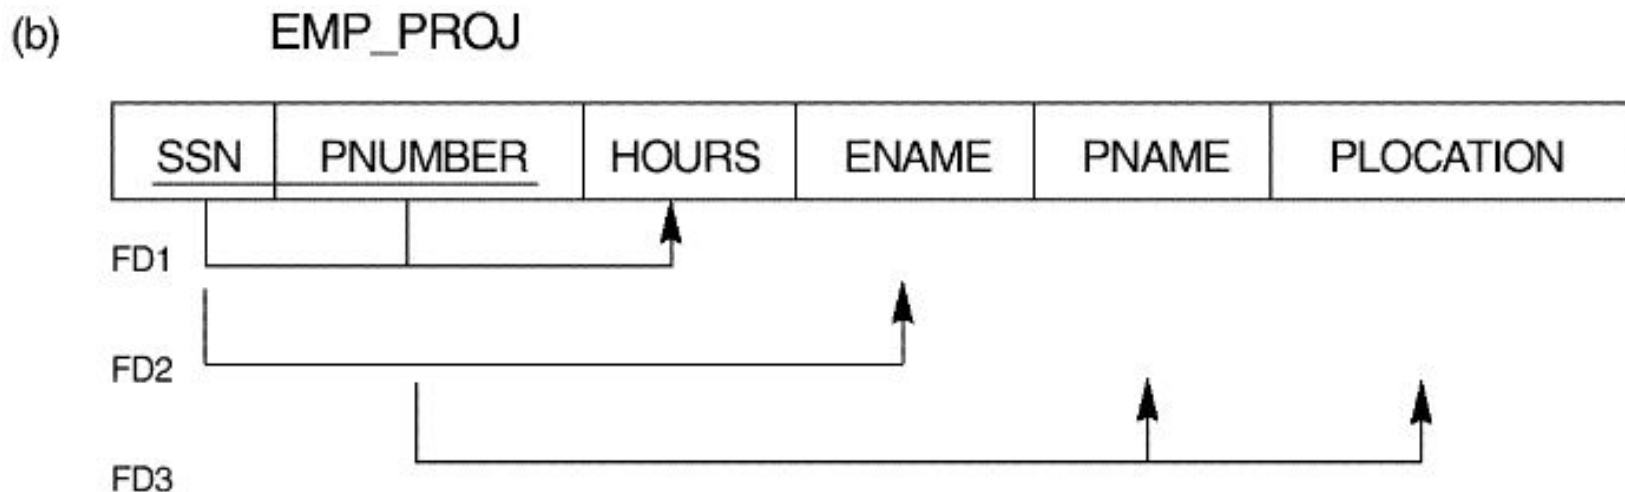 (b) EMP_PROJ
SSN PNUMBER HOURS ENAME PNAME PLOCATION
FD1
FD2
FD3